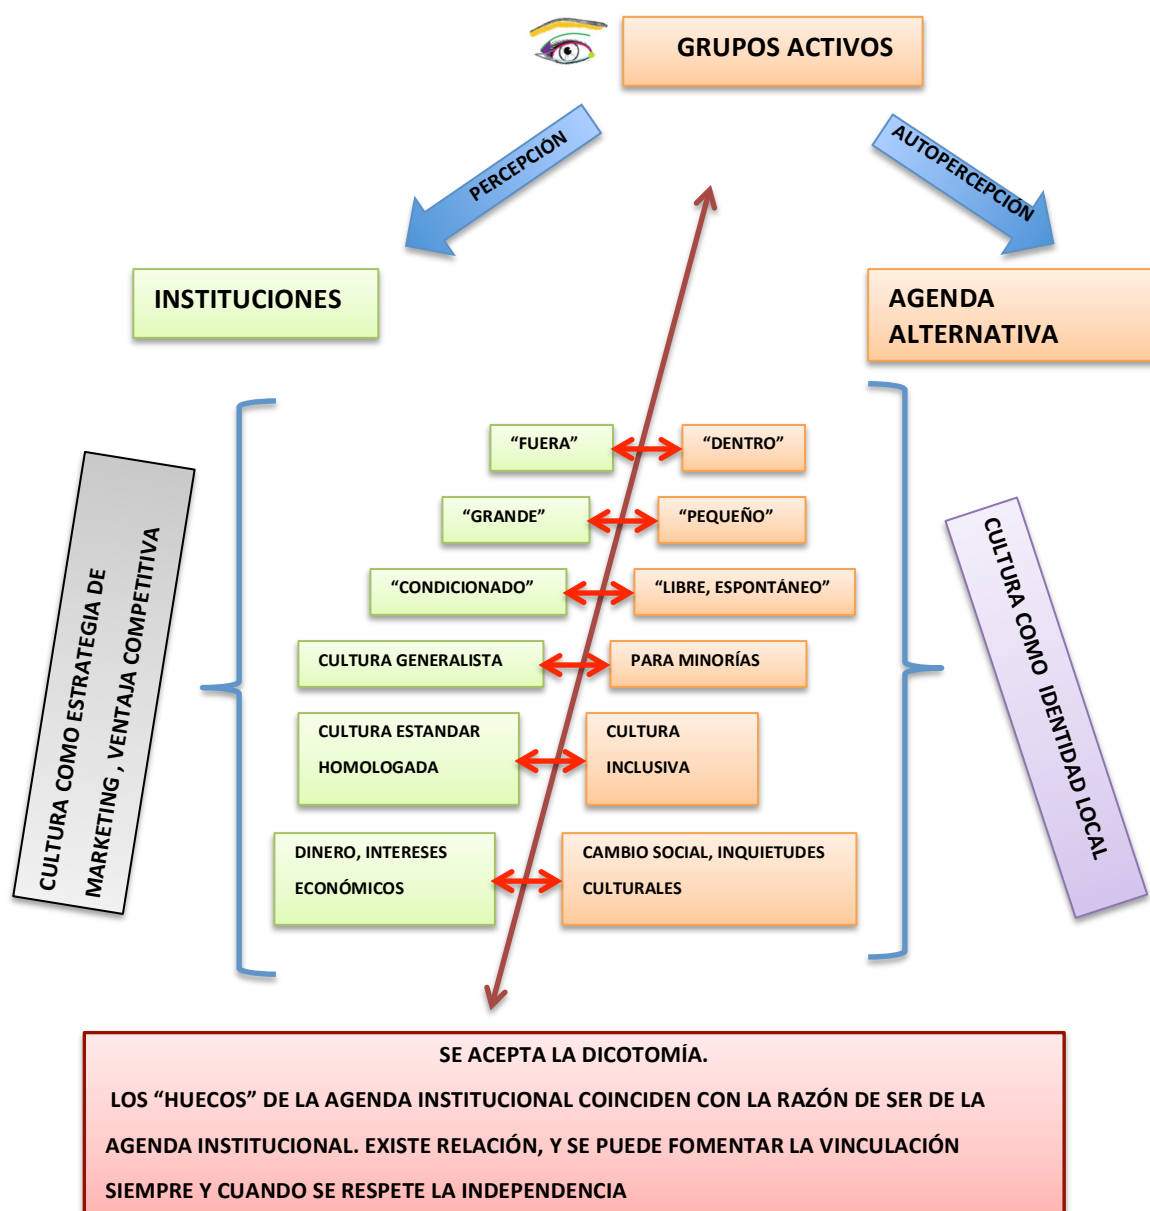 GRUPOS ACTIVOS
PERCEPCIÓN
AUTOPERCEPCIÓN
INSTITUCIONES
AGENDA
ALTERNATIVA
“FUERA”
“DENTRO”
“GRANDE”
“PEQUEÑO”
“CONDICIONADO”
“LIBRE, ESPONTÁNEO”
CULTURA GENERALISTA
PARA MINORÍAS
CULTURA ESTANDAR
HOMOLOGADA
CULTURA
INCLUSIVA
DINERO, INTERESES
ECONÓMICOS
CAMBIO SOCIAL, INQUIETUDES
CULTURALES
CULTURA COMO ESTRATEGIA DE
MARKETING , VENTAJA COMPETITIVA
CULTURA COMO IDENTIDAD LOCAL
SE ACEPTA LA DICOTOMÍA.
LOS “HUECOS” DE LA AGENDA INSTITUCIONAL COINCIDEN CON LA RAZÓN DE SER DE LA
AGENDA INSTITUCIONAL. EXISTE RELACIÓN, Y SE PUEDE FOMENTAR LA VINCULACIÓN
SIEMPRE Y CUANDO SE RESPETE LA INDEPENDENCIA